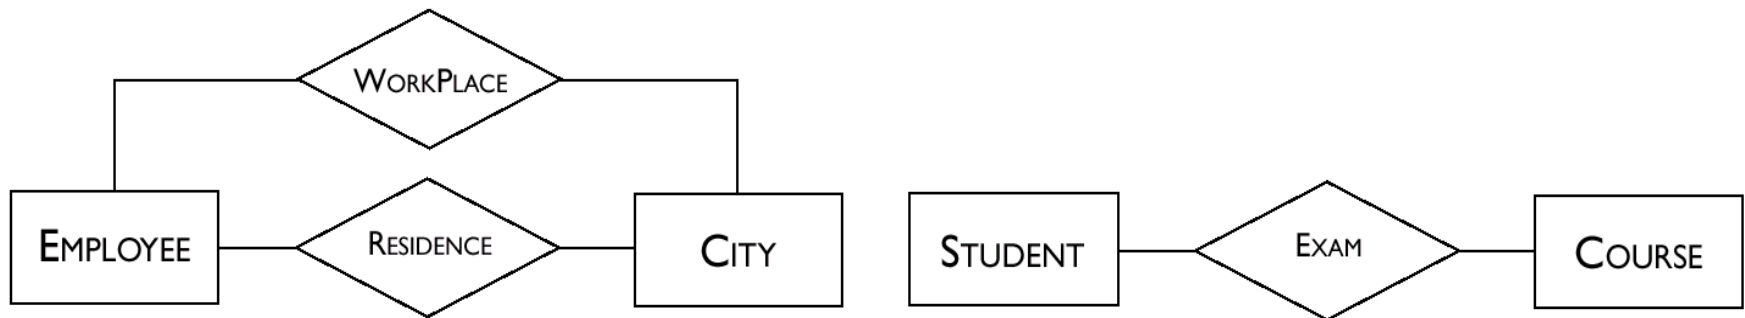 WORKPLACE
EMPLOYEE
RESIDENCE
CITY
STUDENT
EXAM
COURSE